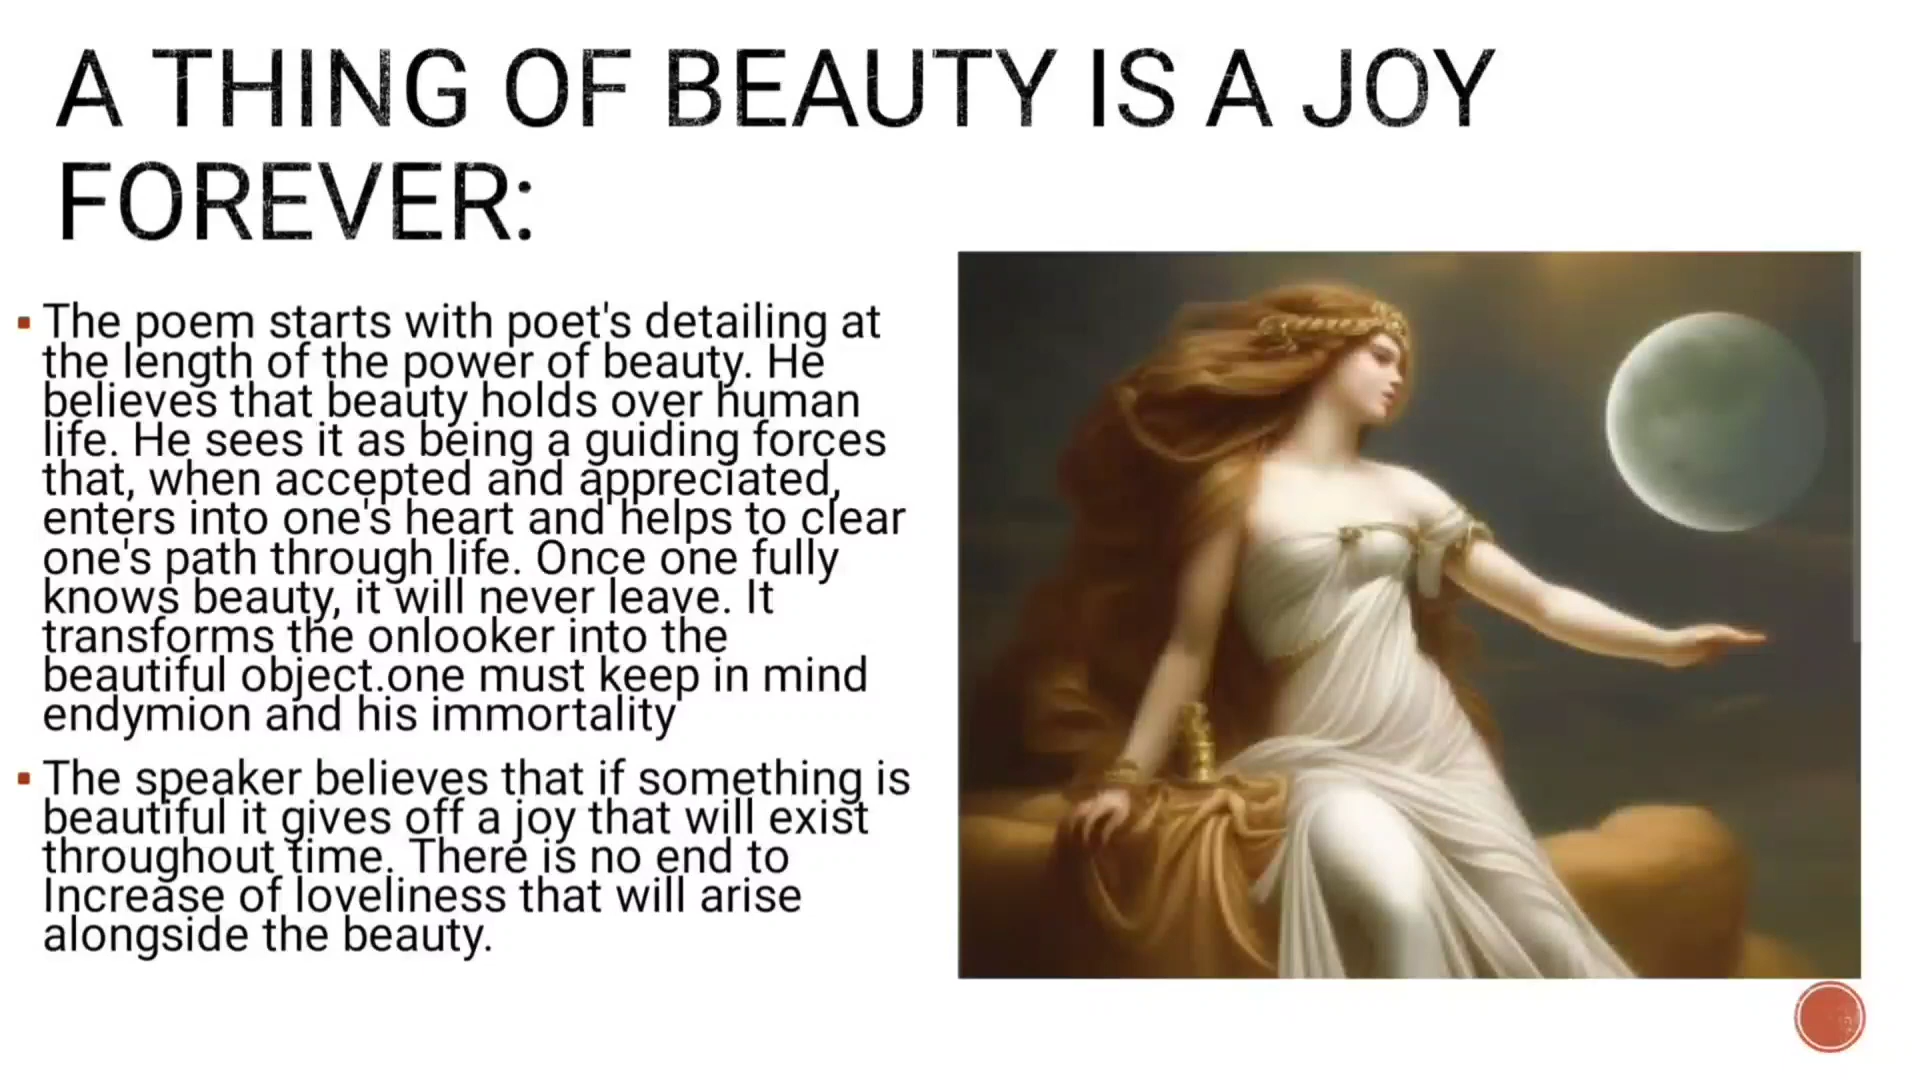 A THING OF BEAUTY IS A JOY
FOREVER:
▪ The poem starts with poet's detailing at
the length of the power of beauty. He
believes that beauty holds over human
life. He sees it as being a guiding forces
that, when accepted and appreciated,
enters into one's heart and helps to clear
one's path through life. Once one fully
knows beauty, it will never leave. It
transforms the onlooker into the
beautiful object.one must keep in mind
endymion and his immortality
▪ The speaker believes that if something is
beautiful it gives off a joy that will exist
throughout time. There is no end to
Increase of loveliness that will arise
alongside the beauty.